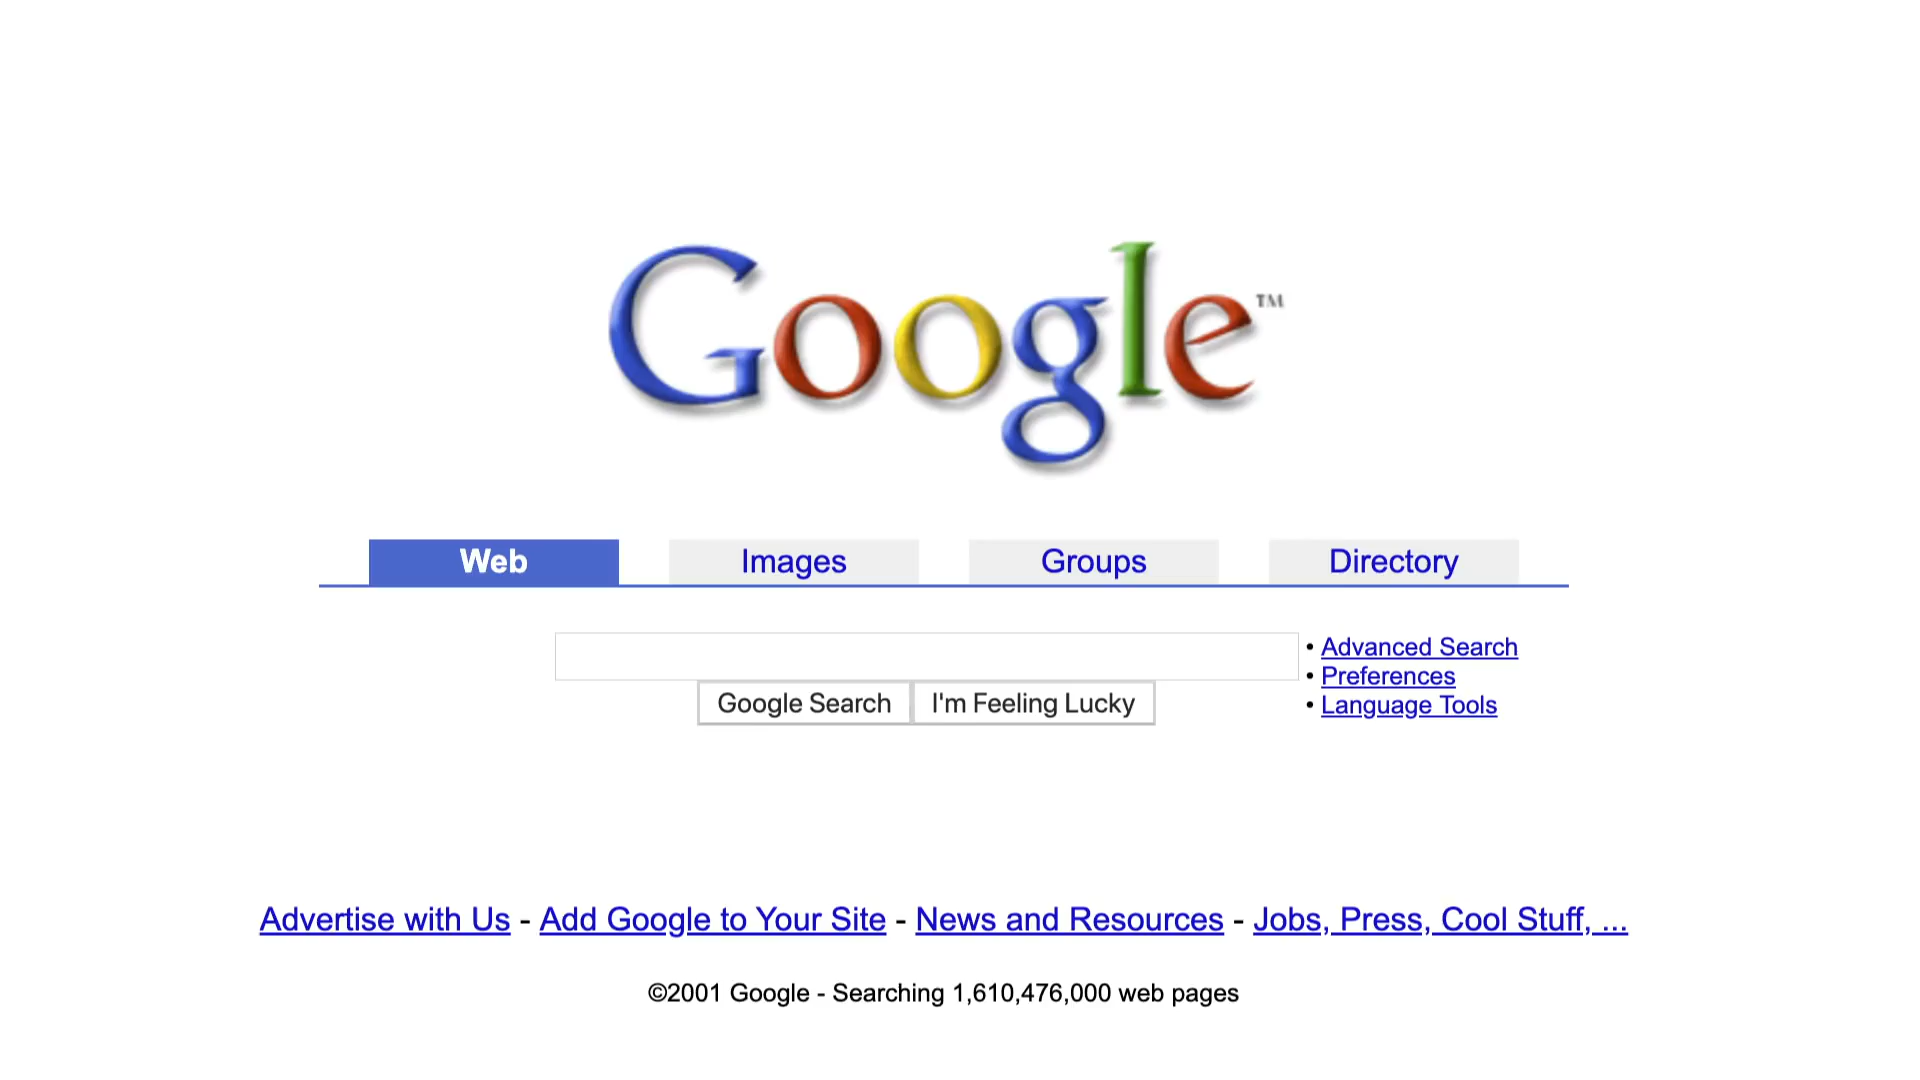 Google™
Web Images Groups Directory
• Advanced Search
• Preferences
• Language Tools
Google Search I'm Feeling Lucky
Advertise with Us - Add Google to Your Site - News and Resources - Jobs, Press, Cool Stuff, ...
©2001 Google - Searching 1,610,476,000 web pages